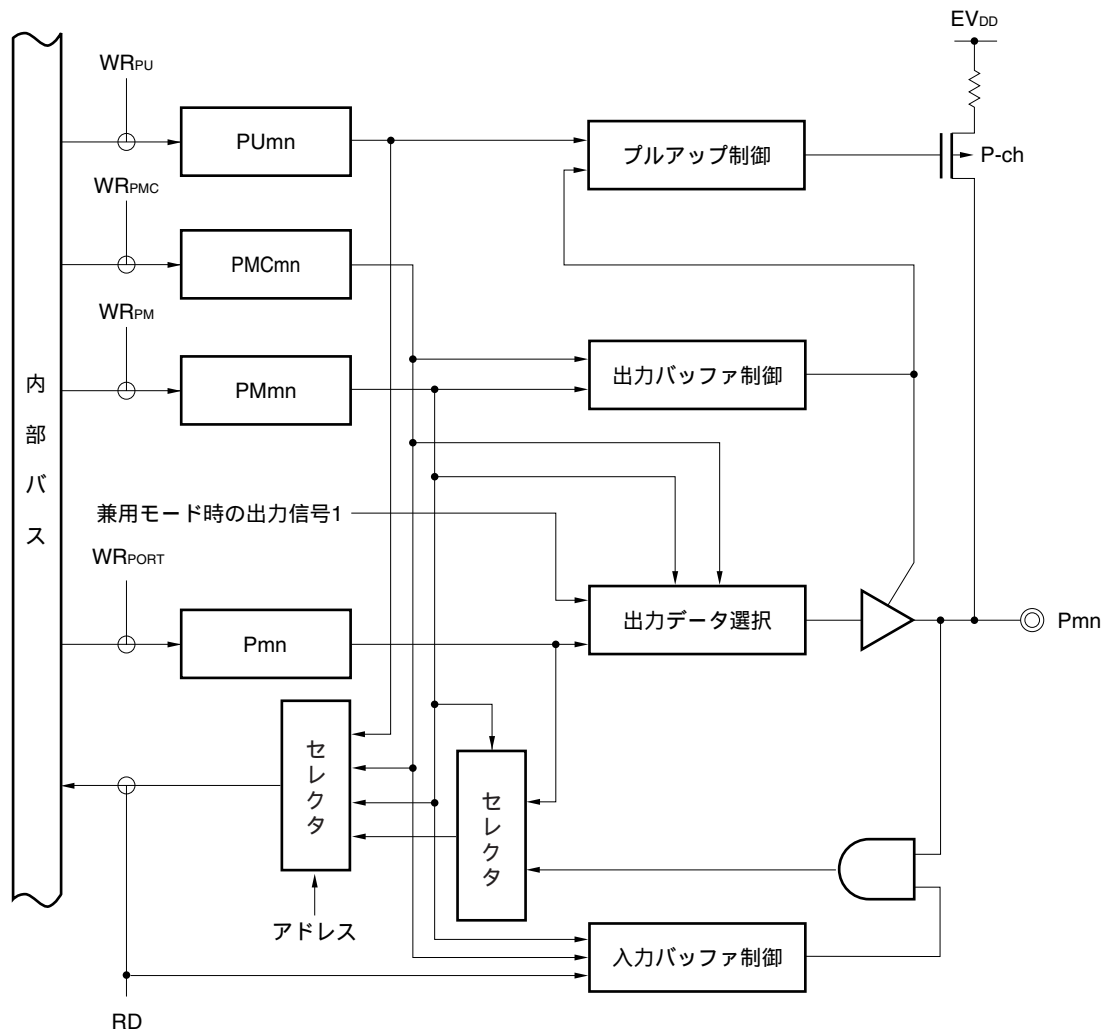 EVDD
WRPU
PUmn
プルアップ制御
P-ch
WRPMC
PMCmn
WRPM
PMmn
出力バッファ制御
内部バス
兼用モード時の出力信号1
WRPORT
Pmn
出力データ選択
Pmn
セレクタ
セレクタ
アドレス
入力バッファ制御
RD